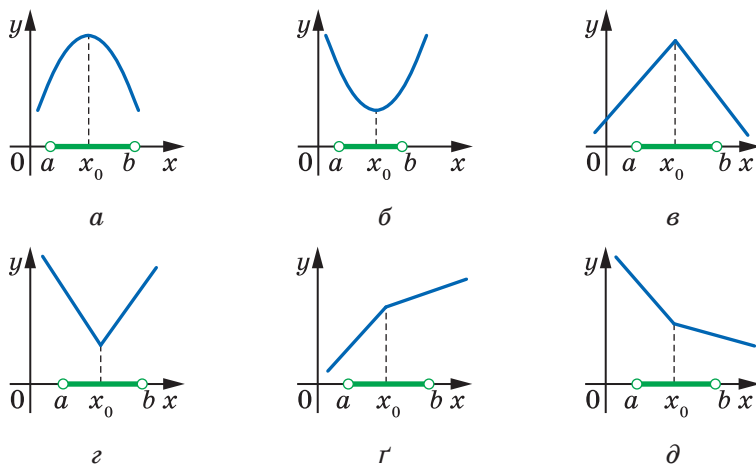 y y y
0 a x₀ b x 0 a x₀ b x 0 a x₀ b x
а б в
y y y
0 a x₀ b x 0 a x₀ b x 0 a x₀ b x
г ґ д